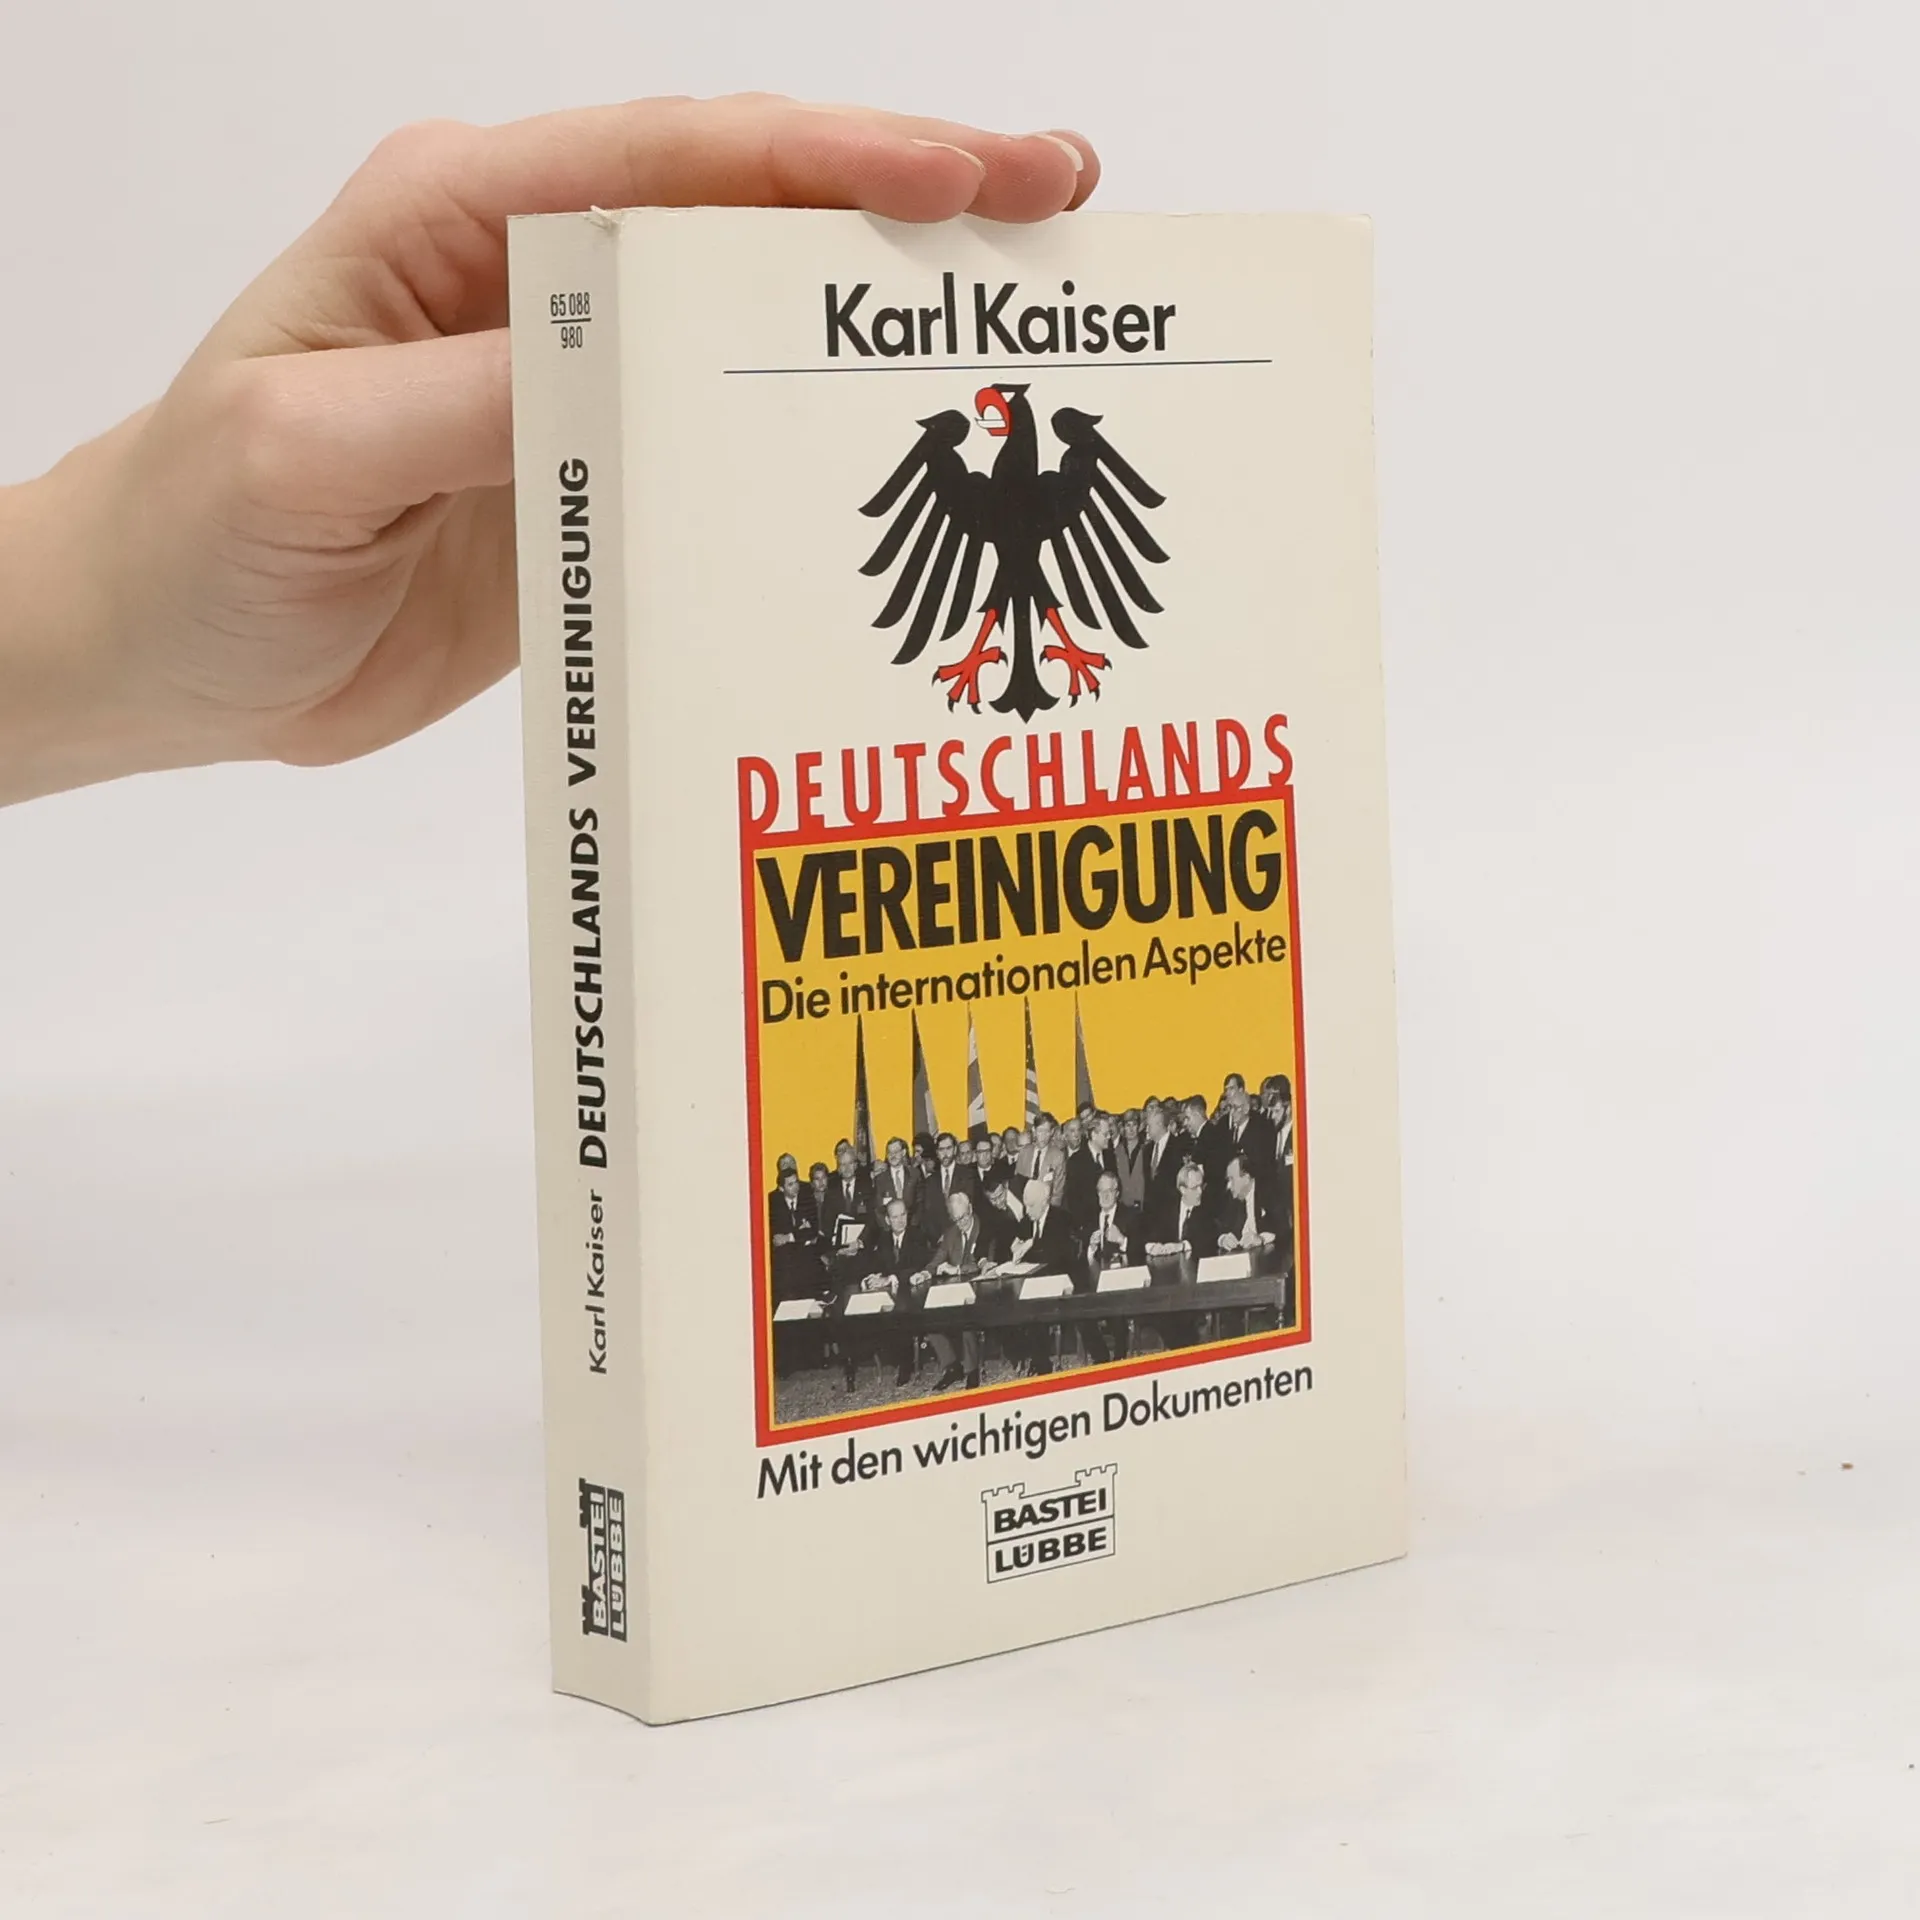 65 088
980
Karl Kaiser DEUTSCHLANDS VEREINIGUNG
BASTEI
LÜBBE
Karl Kaiser
DEUTSCHLANDS
VEREINIGUNG
Die internationalen Aspekte
Mit den wichtigen Dokumenten
BASTEI
LÜBBE